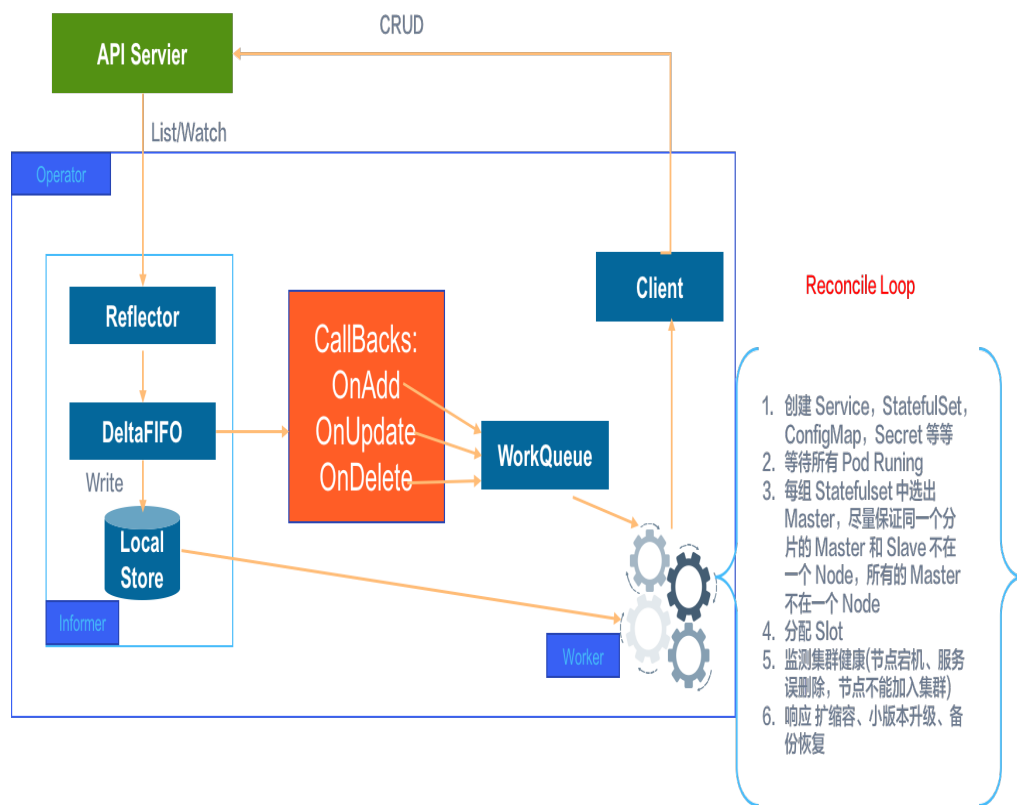 CRUD
API Servier
List/Watch
Operator
Reflector
Client
Reconcile Loop
CallBacks:
OnAdd
OnUpdate
OnDelete
DeltaFIFO
WorkQueue
Write
Local
Store
Informer
Worker
1. 创建 Service，StatefulSet，
ConfigMap，Secret 等等
2. 等待所有 Pod Runing
3. 每组 Statefulset 中选出
Master，尽量保证同一个分
片的 Master 和 Slave 不在
一个 Node，所有的 Master
不在一个 Node
4. 分配 Slot
5. 监测集群健康(节点宕机、服务
误删除，节点不能加入集群)
6. 响应 扩缩容、小版本升级、备
份恢复